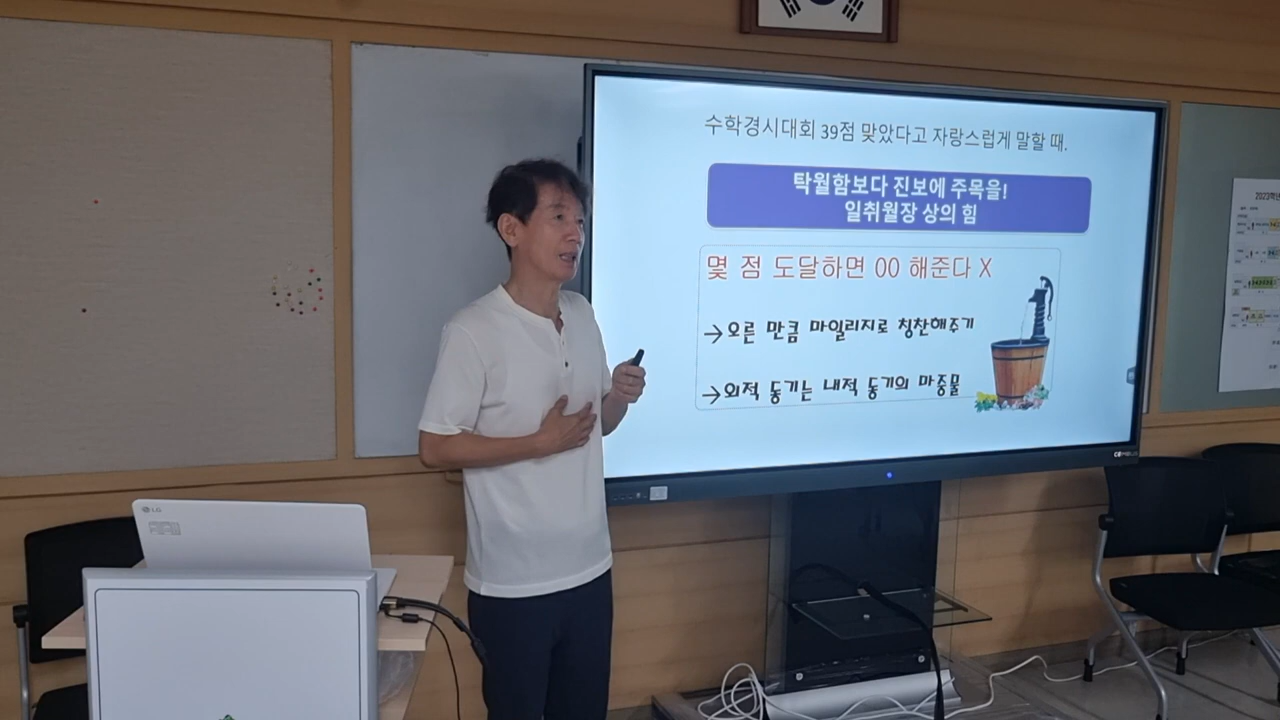 수학경시대회 39점 맞았다고 자랑스럽게 말할 때.
탁월함보다 진보에 주목을!
일취월장 상의 힘
몇 점 도달하면 00 해준다 X
→오른 만큼 마일리지로 칭찬해주기
→외적 동기는 내적 동기의 마중물
LG